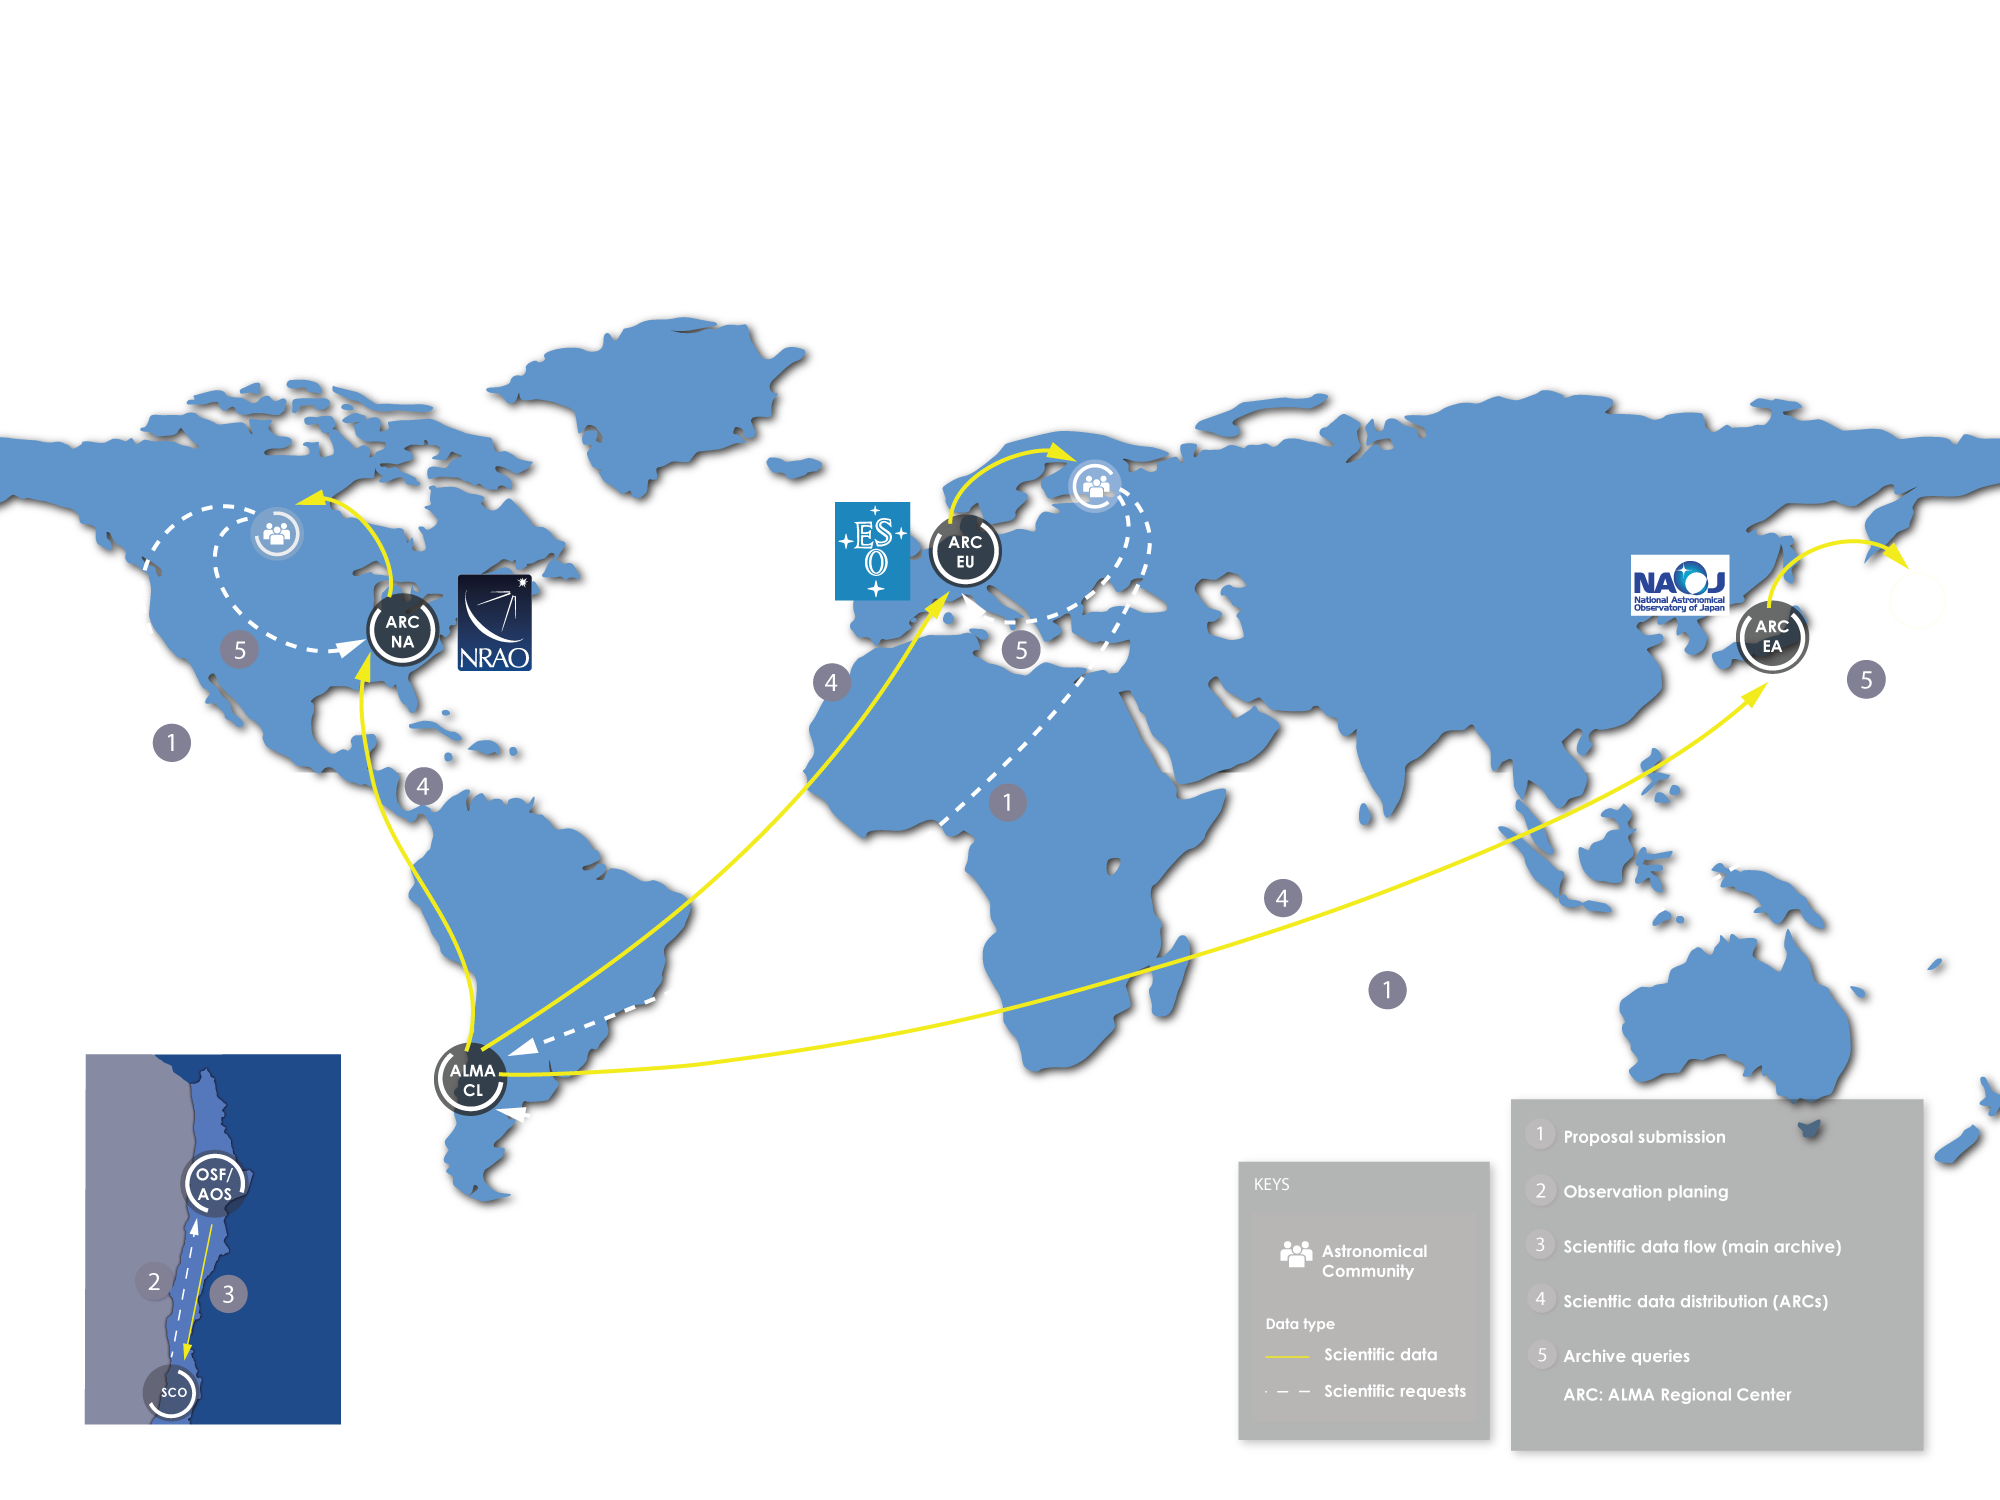 ESO
ARC
EU
NAOJ
National Astronomical
Observatory of Japan
ARC
NA
NRAO
ARC
EA
5
5
5
4
1
4
1
4
1
ALMA
CL
OSF/
AOS
2
3
SCO
KEYS
Astronomical
Community
Data type
Scientific data
Scientific requests
1 Proposal submission
2 Observation planing
3 Scientific data flow (main archive)
4 Scientfic data distribution (ARCs)
5 Archive queries
ARC: ALMA Regional Center